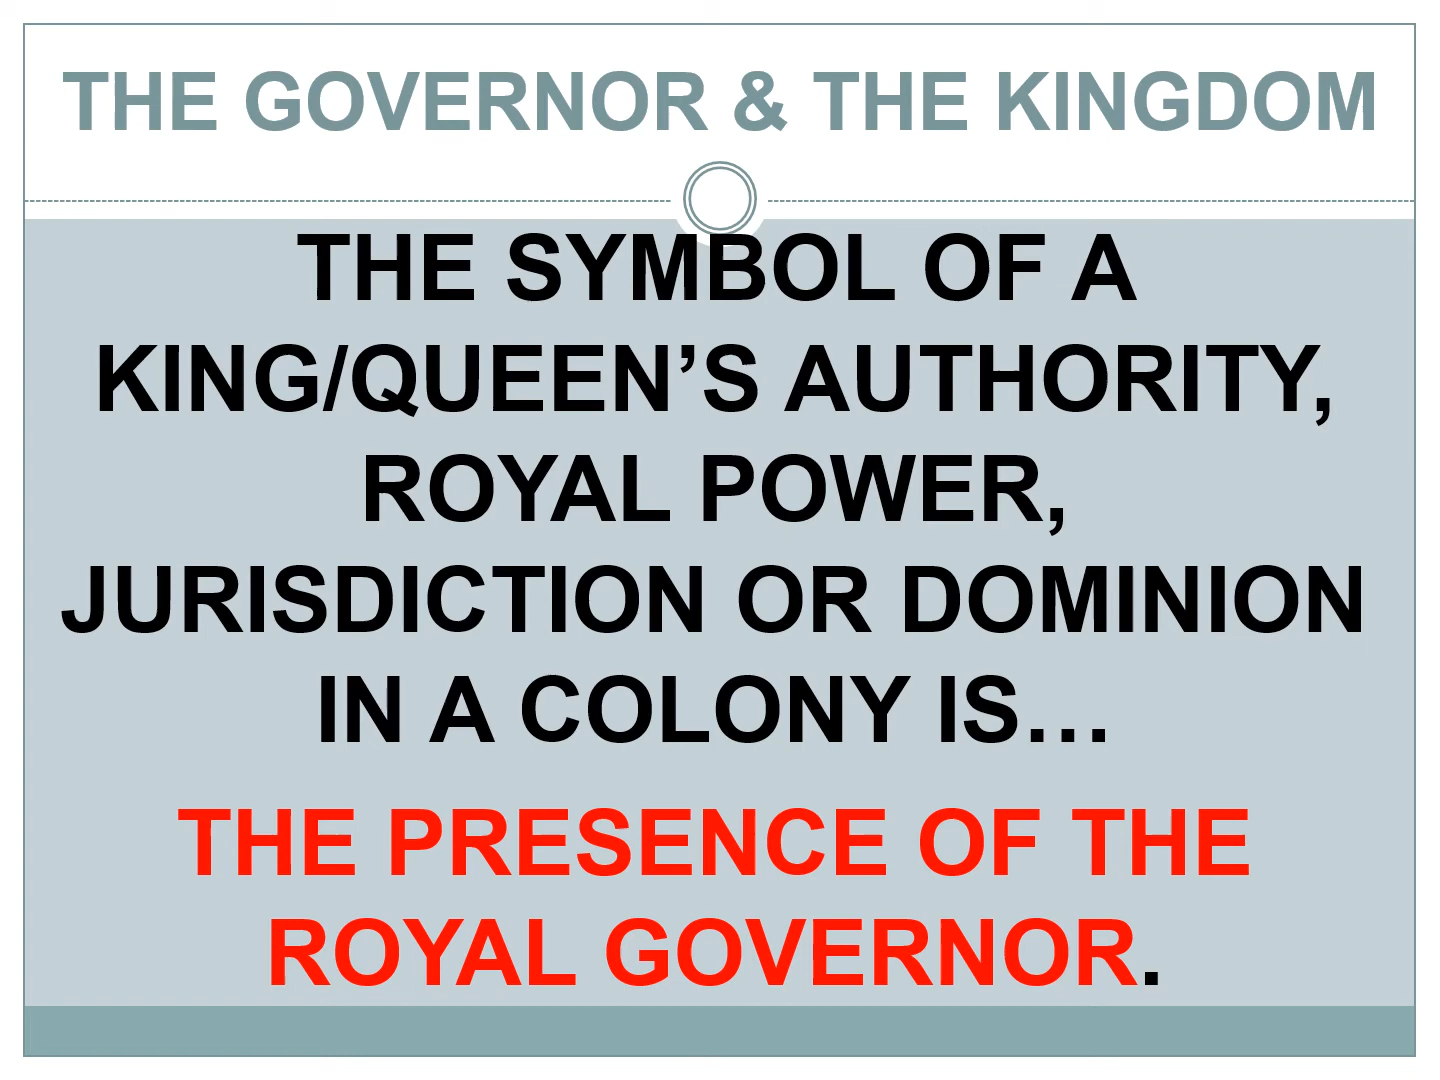 THE GOVERNOR & THE KINGDOM
THE SYMBOL OF A
KING/QUEEN’S AUTHORITY,
ROYAL POWER,
JURISDICTION OR DOMINION
IN A COLONY IS…
THE PRESENCE OF THE
ROYAL GOVERNOR.